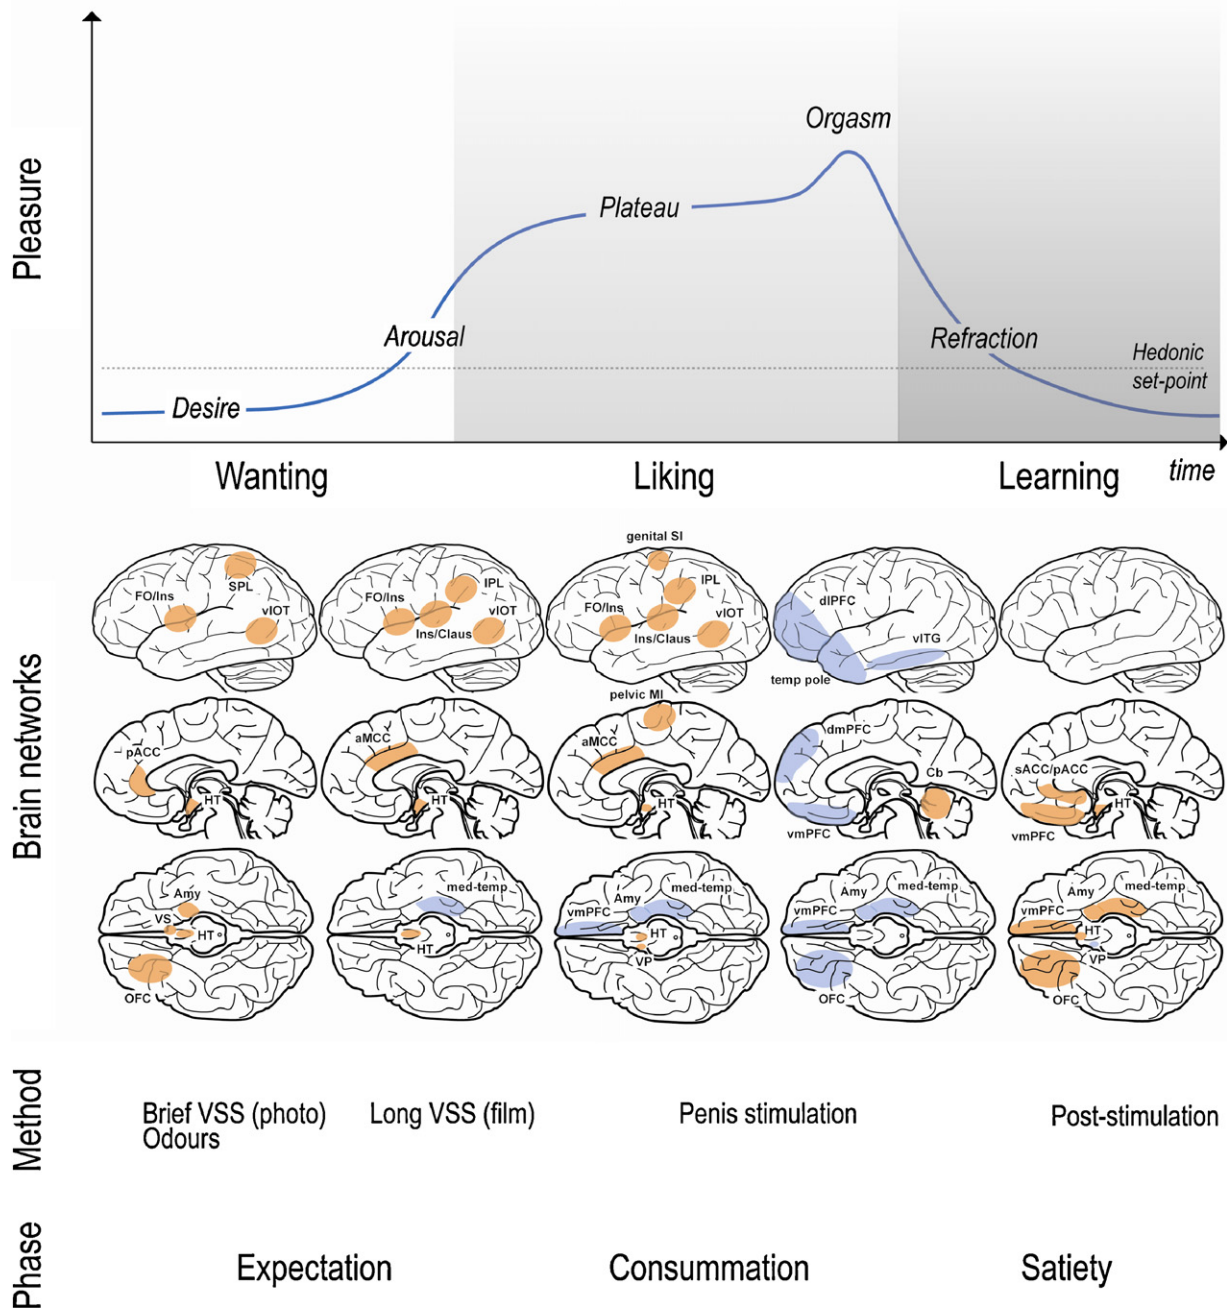 Pleasure
Orgasm
Plateau
Arousal
Refraction
Hedonic
set-point
Desire
Wanting
Liking
Learning
time
Brain networks
SPL
FO/Ins
vIOT
IPL
FO/Ins
vIOT
Ins/Claus
genital SI
IPL
FO/Ins
vIOT
Ins/Claus
dlPFC
vITG
temp pole
pACC
HT
aMCC
HT
pelvic MI
aMCC
HT
dmPFC
Cb
vmPFC
sACC/pACC
HT
vmPFC
Amy
VS
HT
OFC
med-temp
HT
med-temp
Amy
vmPFC
HT
VP
Amy
med-temp
vmPFC
OFC
Amy
med-temp
vmPFC
HT
VP
OFC
Method
Brief VSS (photo)
Odours
Long VSS (film)
Penis stimulation
Post-stimulation
Phase
Expectation
Consummation
Satiety